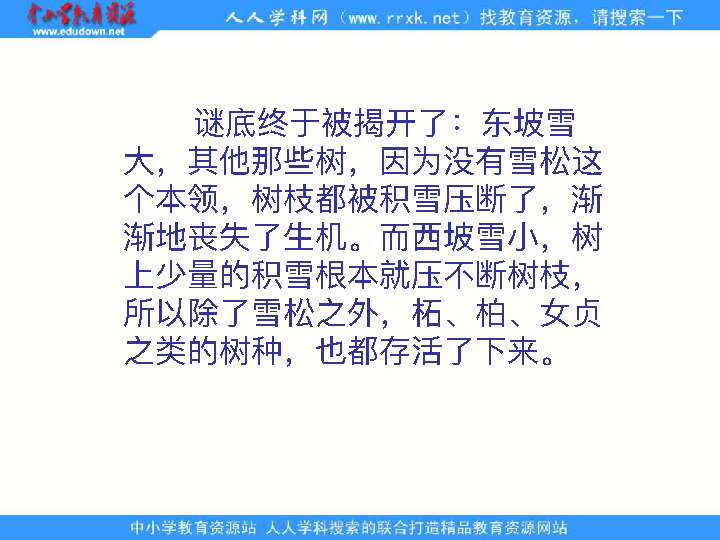 中小学教育资源
www.edudown.net
人人学科网（www.rrxk.net）找教育资源，请搜索一下
谜底终于被揭开了：东坡雪
大，其他那些树，因为没有雪松这
个本领，树枝都被积雪压断了，渐
渐地丧失了生机。而西坡雪小，树
上少量的积雪根本就压不断树枝，
所以除了雪松之外，柘、柏、女贞
之类的树种，也都存活了下来。
中小学教育资源站 人人学科搜索的联合打造精品教育资源网站